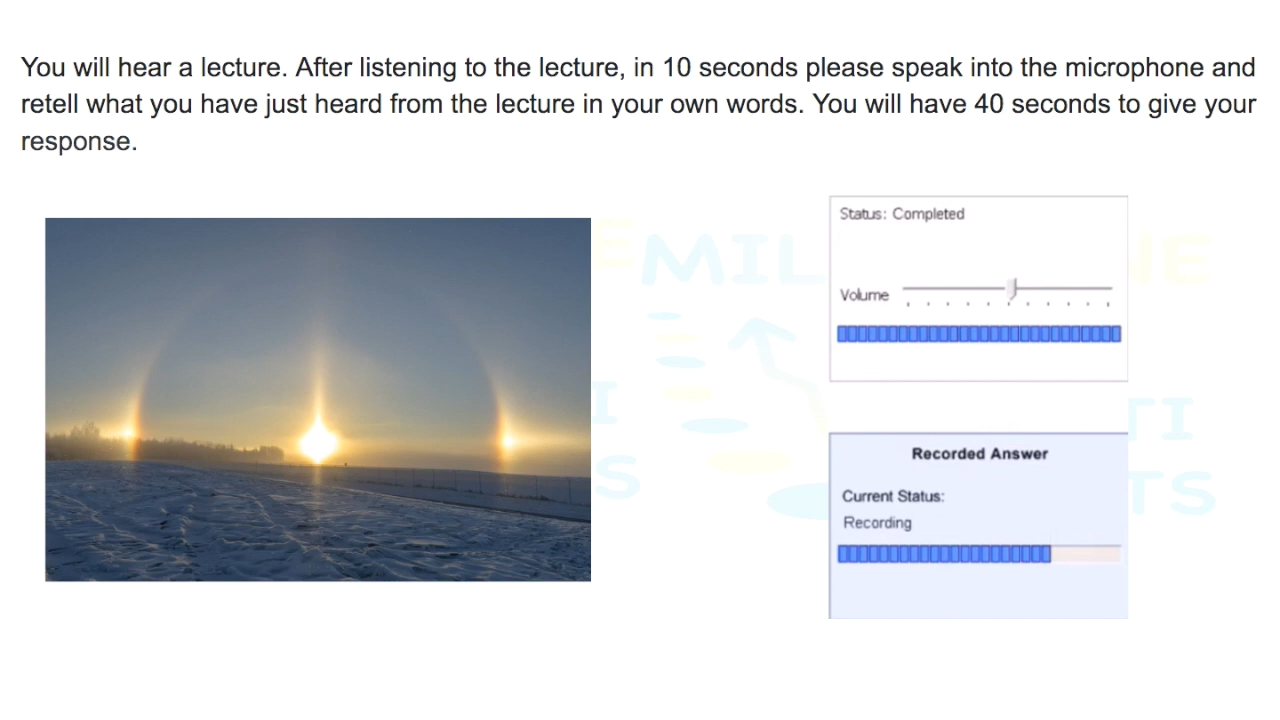 You will hear a lecture. After listening to the lecture, in 10 seconds please speak into the microphone and
retell what you have just heard from the lecture in your own words. You will have 40 seconds to give your
response.
Status: Completed
Volume
Recorded Answer
Current Status:
Recording